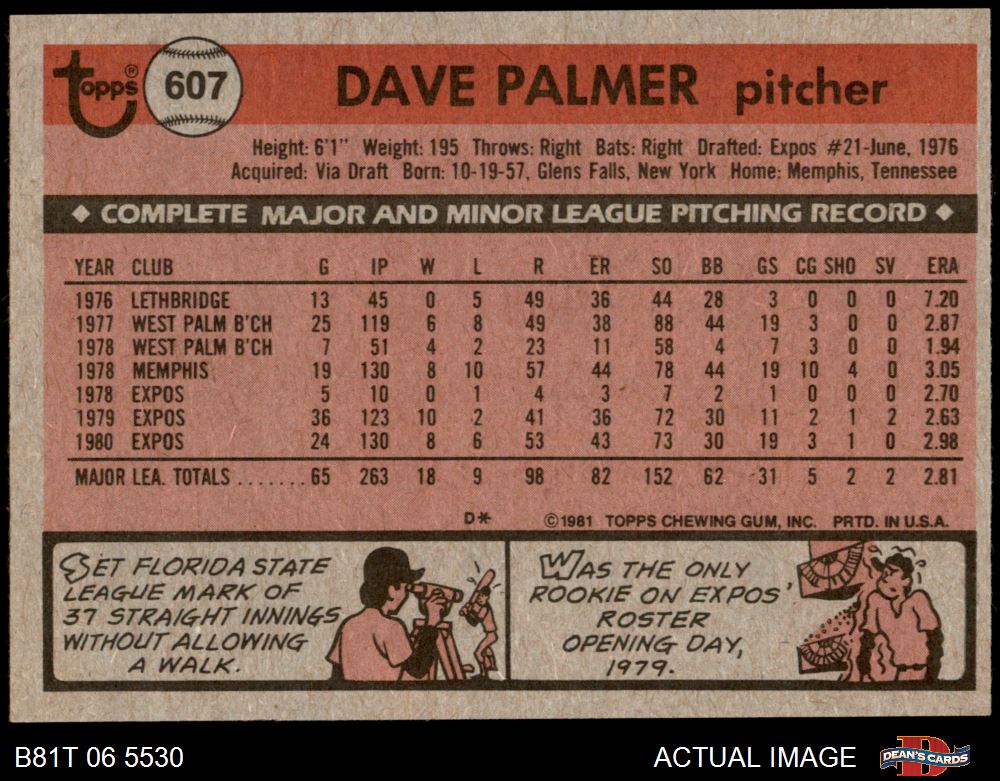 Topps® 607 DAVE PALMER pitcher
Height: 6'1" Weight: 195 Throws: Right Bats: Right Drafted: Expos #21-June, 1976
Acquired: Via Draft Born: 10-19-57, Glens Falls, New York Home: Memphis, Tennessee
◆ COMPLETE MAJOR AND MINOR LEAGUE PITCHING RECORD ◆
YEAR CLUB G IP W L R ER SO BB GS CG SHO SV ERA
1976 LETHBRIDGE 13 45 0 5 49 36 44 28 3 0 0 0 7.20
1977 WEST PALM B'CH 25 119 6 8 49 38 88 44 19 3 0 0 2.87
1978 WEST PALM B'CH 7 51 4 2 23 11 58 4 7 3 0 0 1.94
1978 MEMPHIS 19 130 8 10 57 44 78 44 19 10 4 0 3.05
1978 EXPOS 5 10 0 1 4 3 7 2 1 0 0 0 2.70
1979 EXPOS 36 123 10 2 41 36 72 30 11 2 1 2 2.63
1980 EXPOS 24 130 8 6 53 43 73 30 19 3 1 0 2.98
MAJOR LEA. TOTALS ....... 65 263 18 9 98 82 152 62 31 5 2 2 2.81
D* ©1981 TOPPS CHEWING GUM, INC. PRTD. IN U.S.A.
SET FLORIDA STATE
LEAGUE MARK OF
37 STRAIGHT INNINGS
WITHOUT ALLOWING
A WALK.
WAS THE ONLY
ROOKIE ON EXPOS'
ROSTER
OPENING DAY,
1979.
B81T 06 5530 ACTUAL IMAGE DEAN'S CARDS